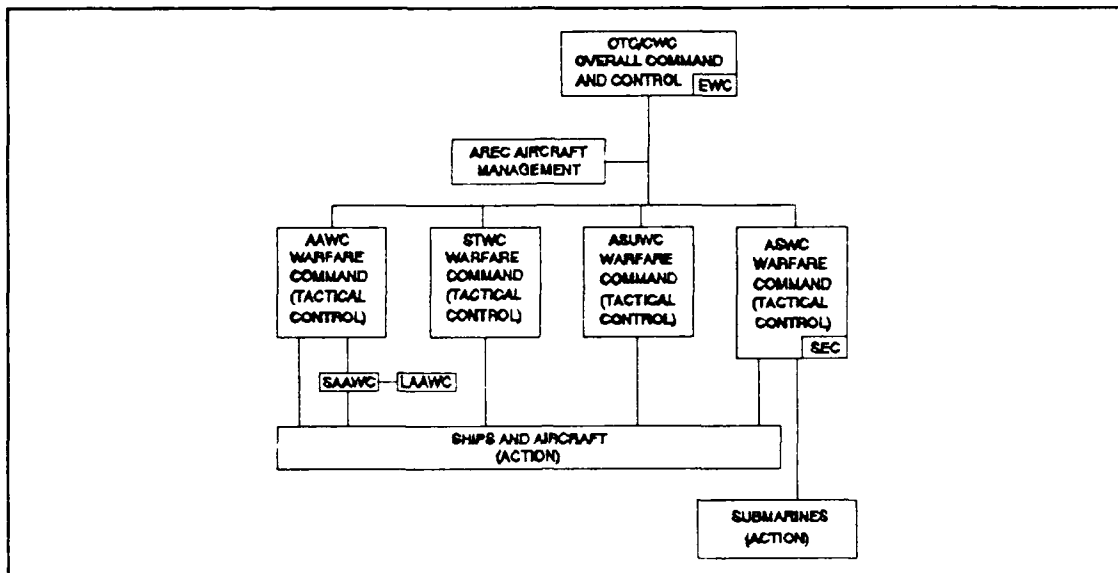 OTC/CWC
OVERALL COMMAND
AND CONTROL
EWC
AREC AIRCRAFT
MANAGEMENT
AAWC
WARFARE
COMMAND
(TACTICAL
CONTROL)
STWC
WARFARE
COMMAND
(TACTICAL
CONTROL)
ASUWC
WARFARE
COMMAND
(TACTICAL
CONTROL)
ASWC
WARFARE
COMMAND
(TACTICAL
CONTROL)
SEC
SAAWC
LAAWC
SHIPS AND AIRCRAFT
(ACTION)
SUBMARINES
(ACTION)